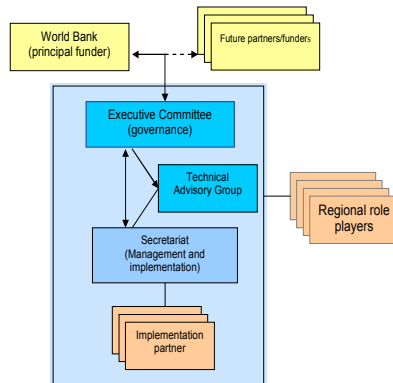 World Bank
(principal funder)
Future partners/funders
Executive Committee
(governance)
Technical
Advisory Group
Regional role
players
Secretariat
(Management and
implementation)
Implementation
partner